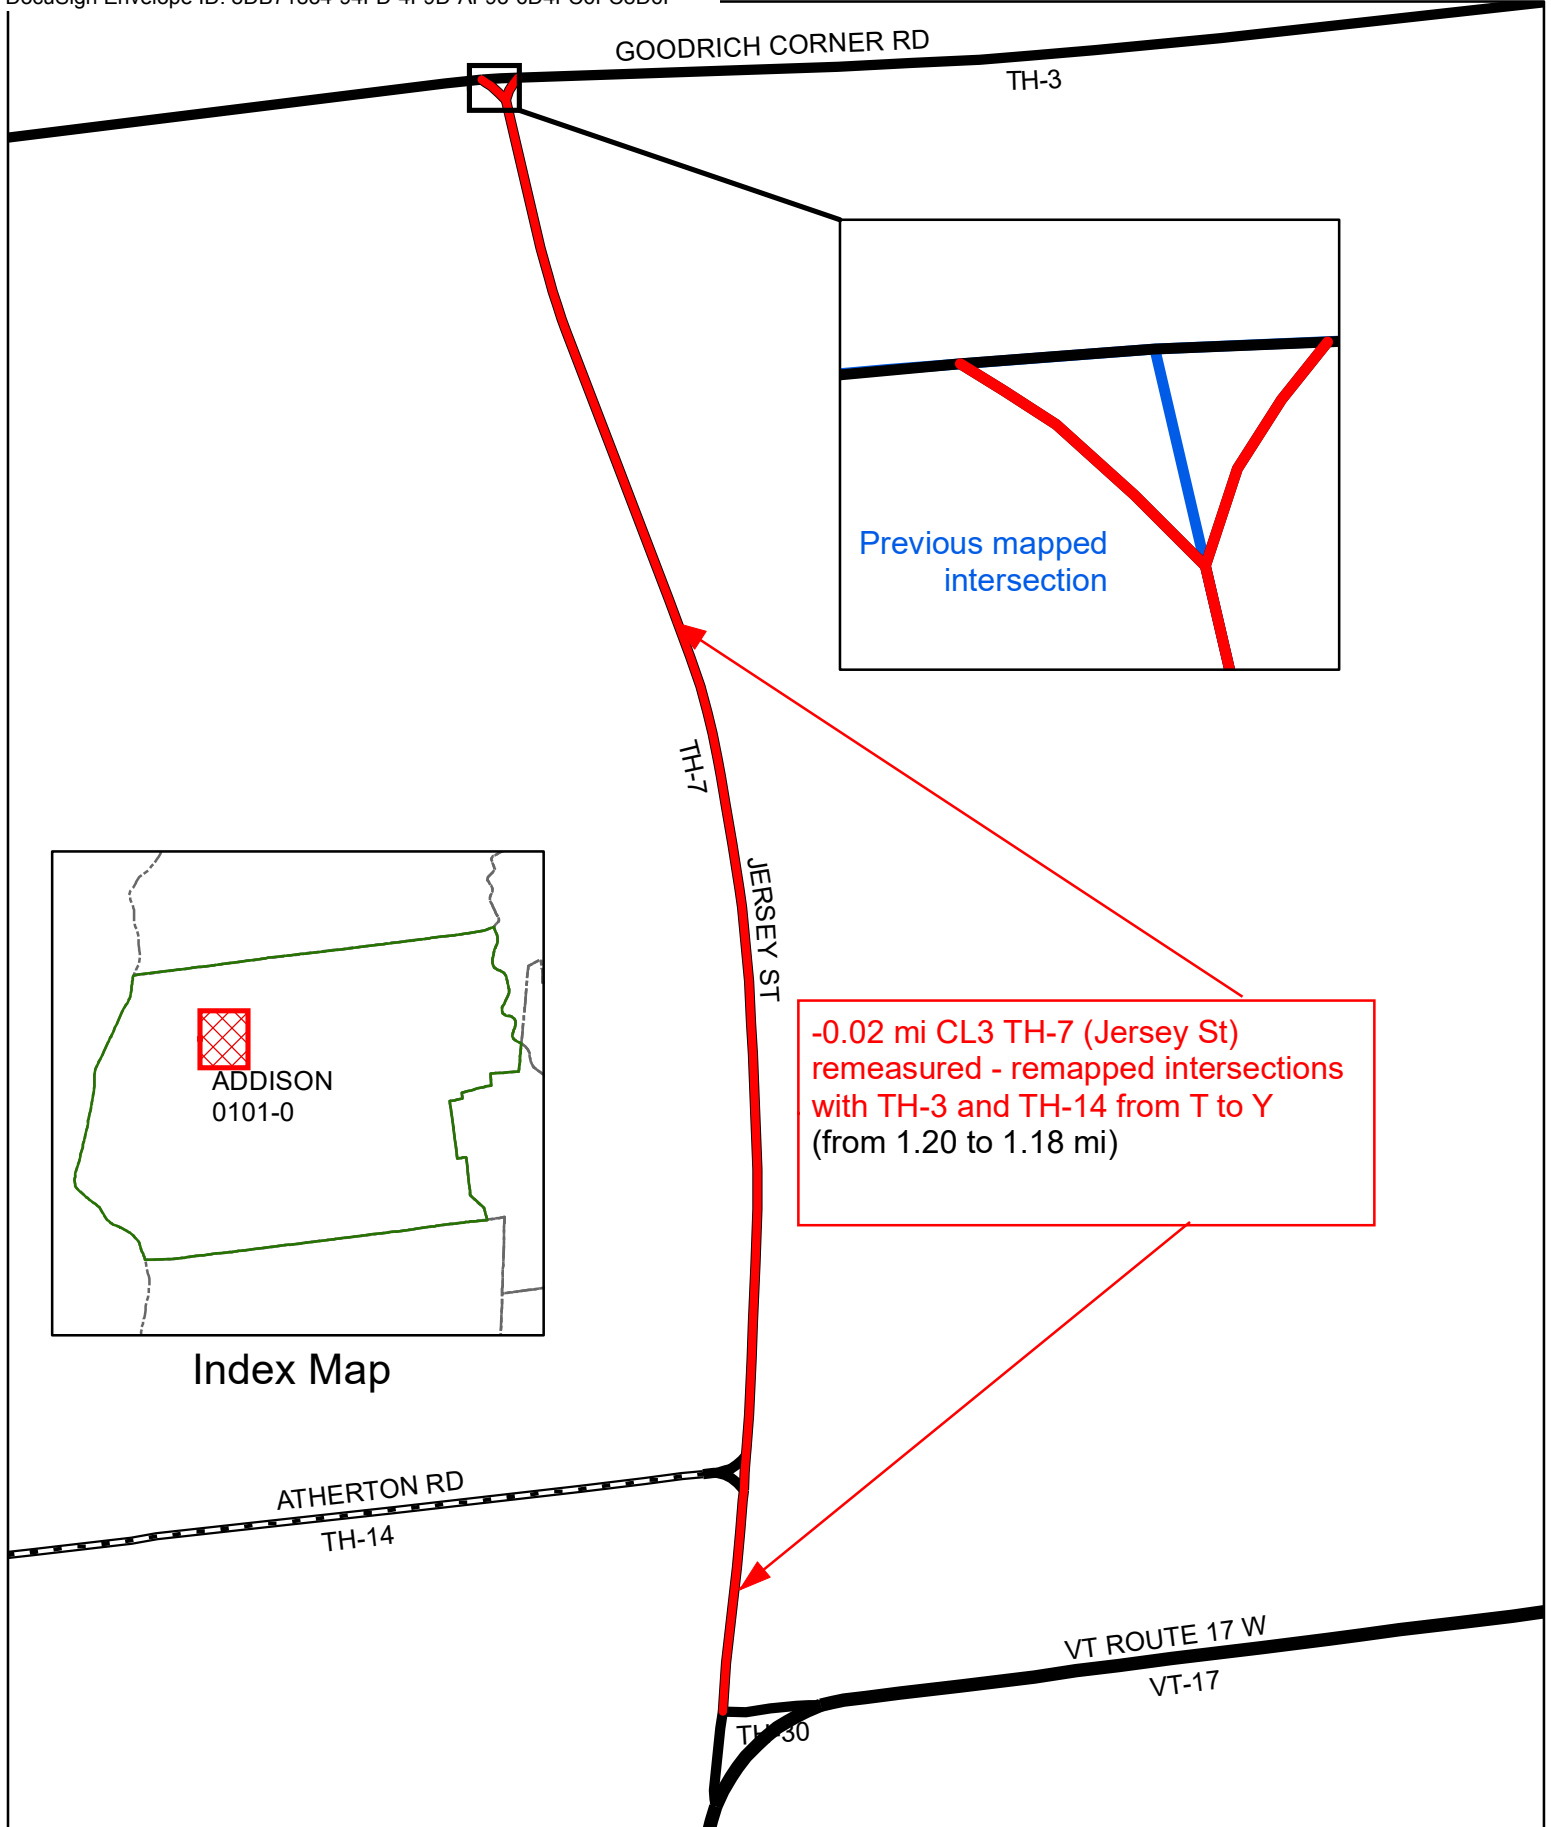 GOODRICH CORNER RD
TH-3
Previous mapped
intersection
TH-7
JERSEY ST
ADDISON
0101-0
Index Map
-0.02 mi CL3 TH-7 (Jersey St)
remeasured - remapped intersections
with TH-3 and TH-14 from T to Y
(from 1.20 to 1.18 mi)
ATHERTON RD
TH-14
VT ROUTE 17 W
VT-17
TH-30